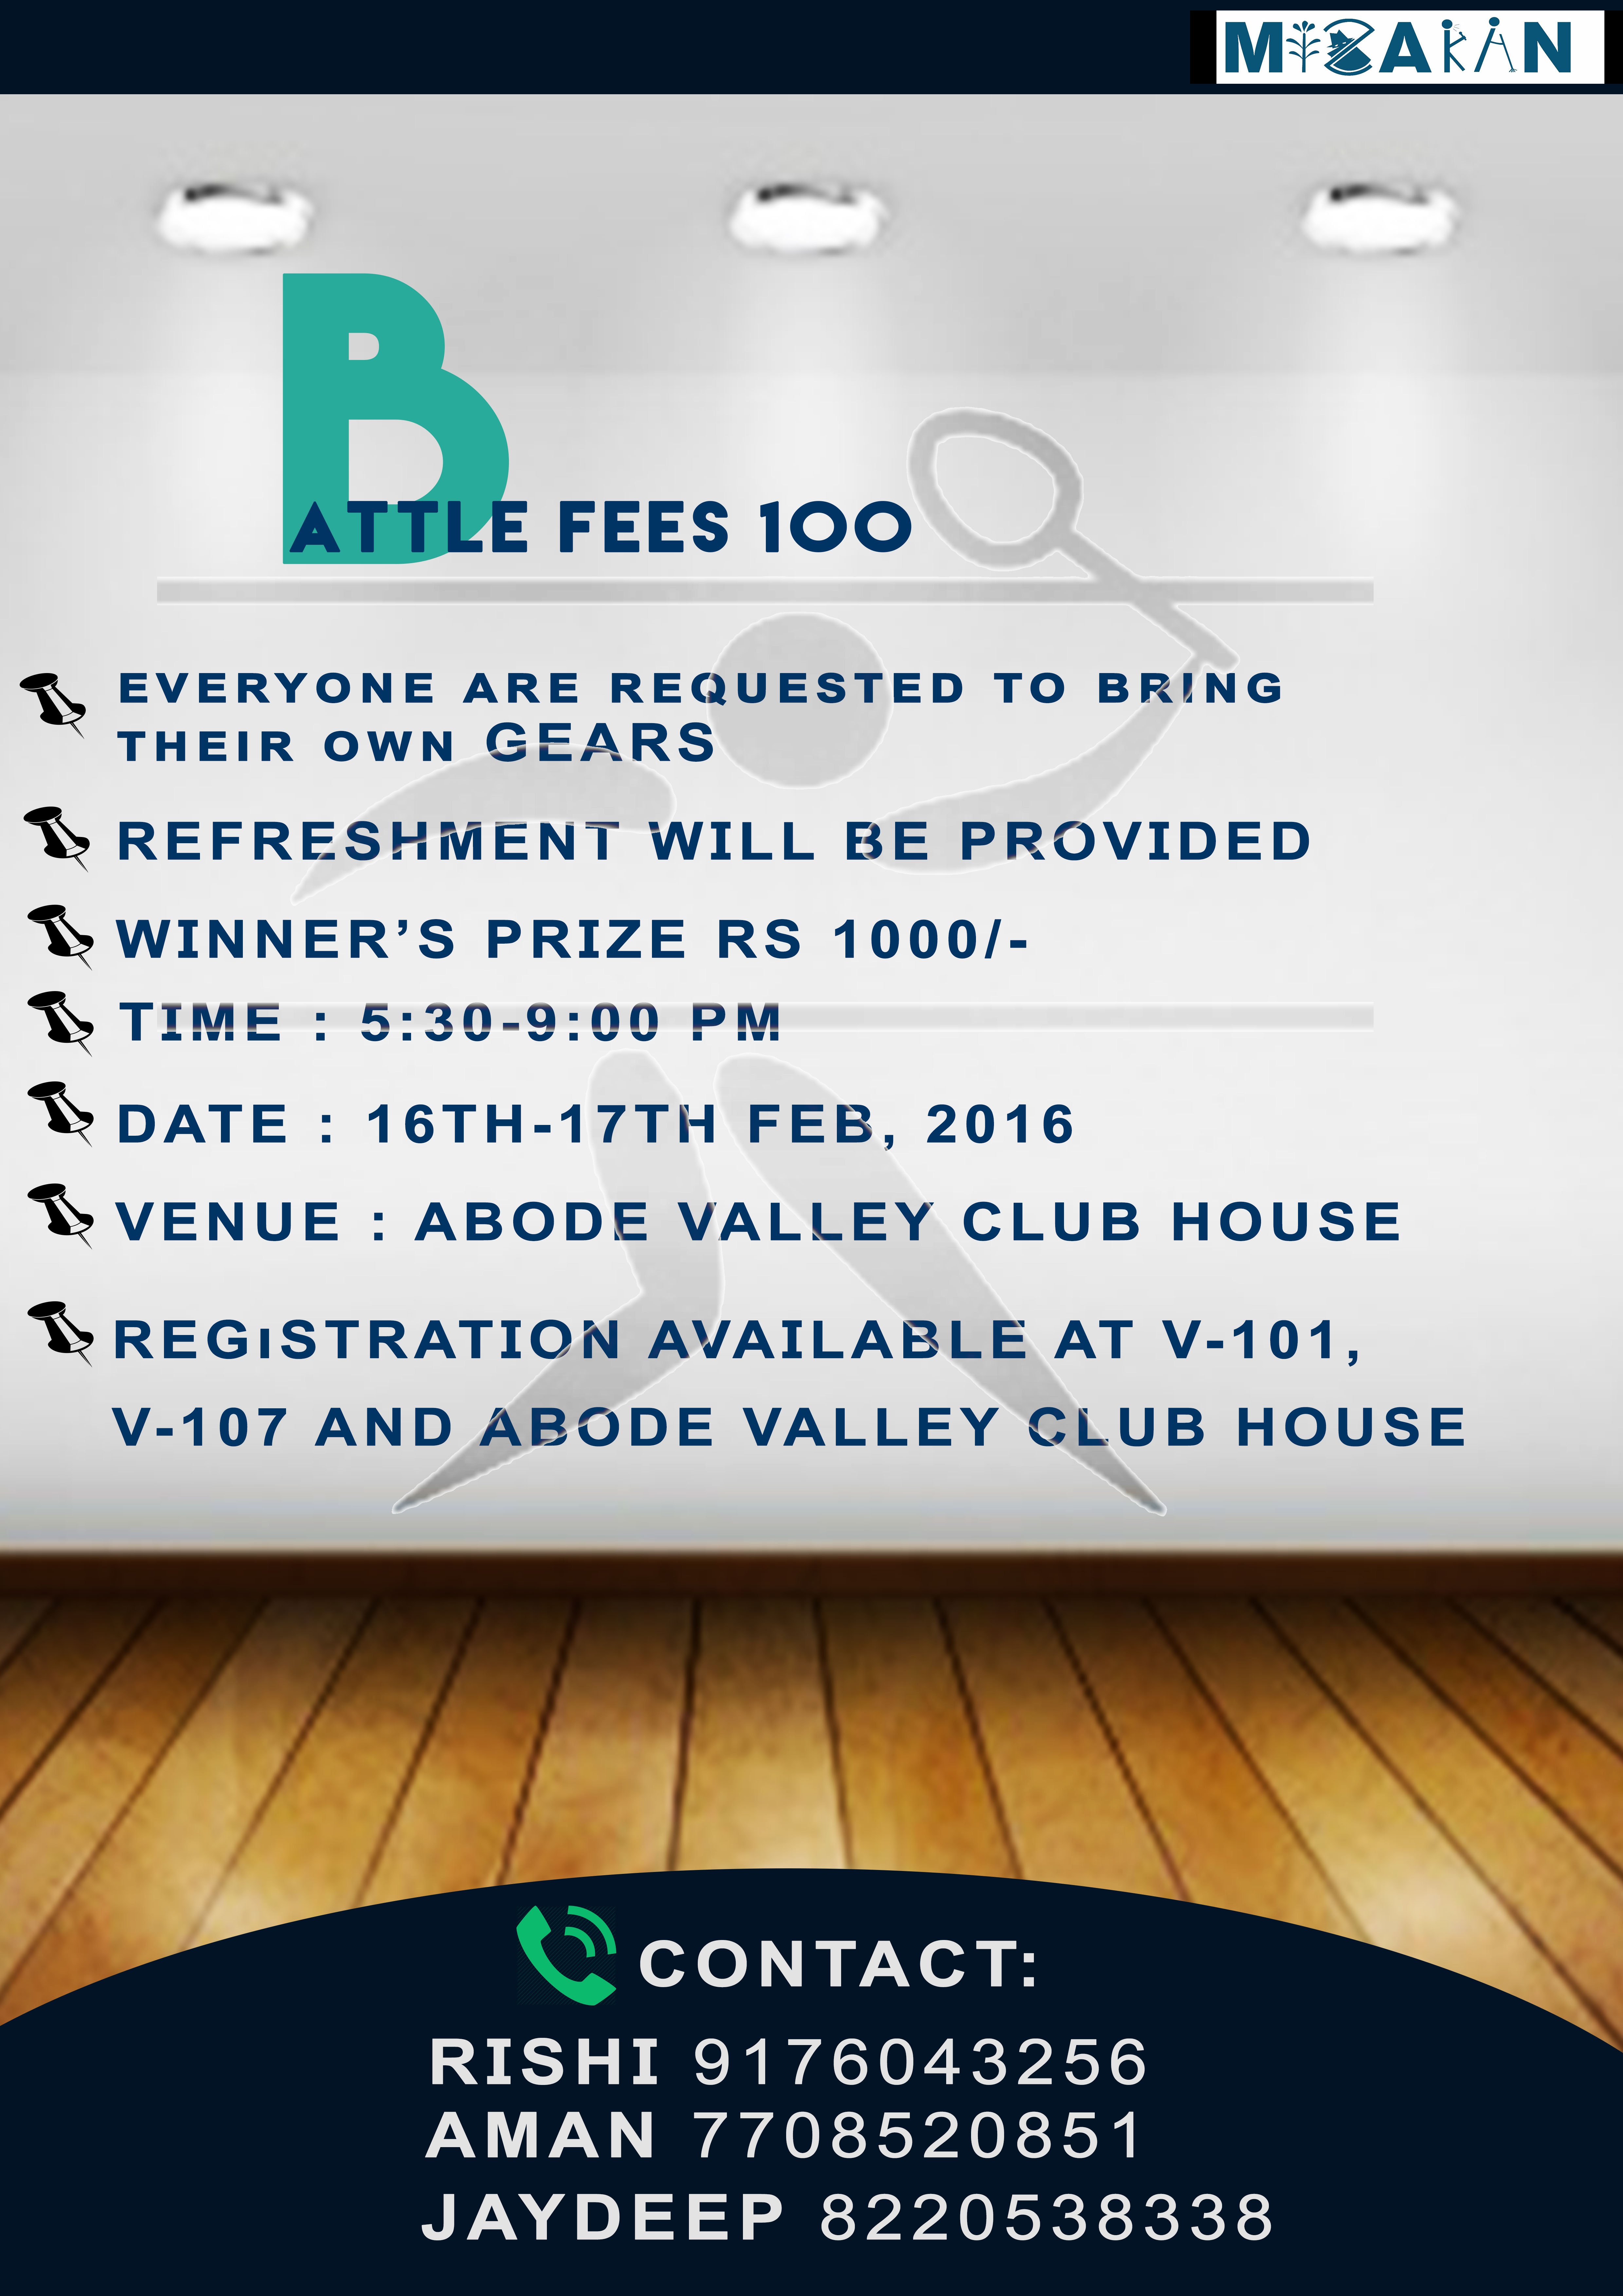 BATTLE FEES 100
EVERYONE ARE REQUESTED TO BRING
THEIR OWN GEARS
REFRESHMENT WILL BE PROVIDED
WINNER’S PRIZE RS 1000/-
TIME : 5:30-9:00 PM
DATE : 16TH-17TH FEB, 2016
VENUE : ABODE VALLEY CLUB HOUSE
REGISTRATION AVAILABLE AT V-101,
V-107 AND ABODE VALLEY CLUB HOUSE
CONTACT:
RISHI 9176043256
AMAN 7708520851
JAYDEEP 8220538338